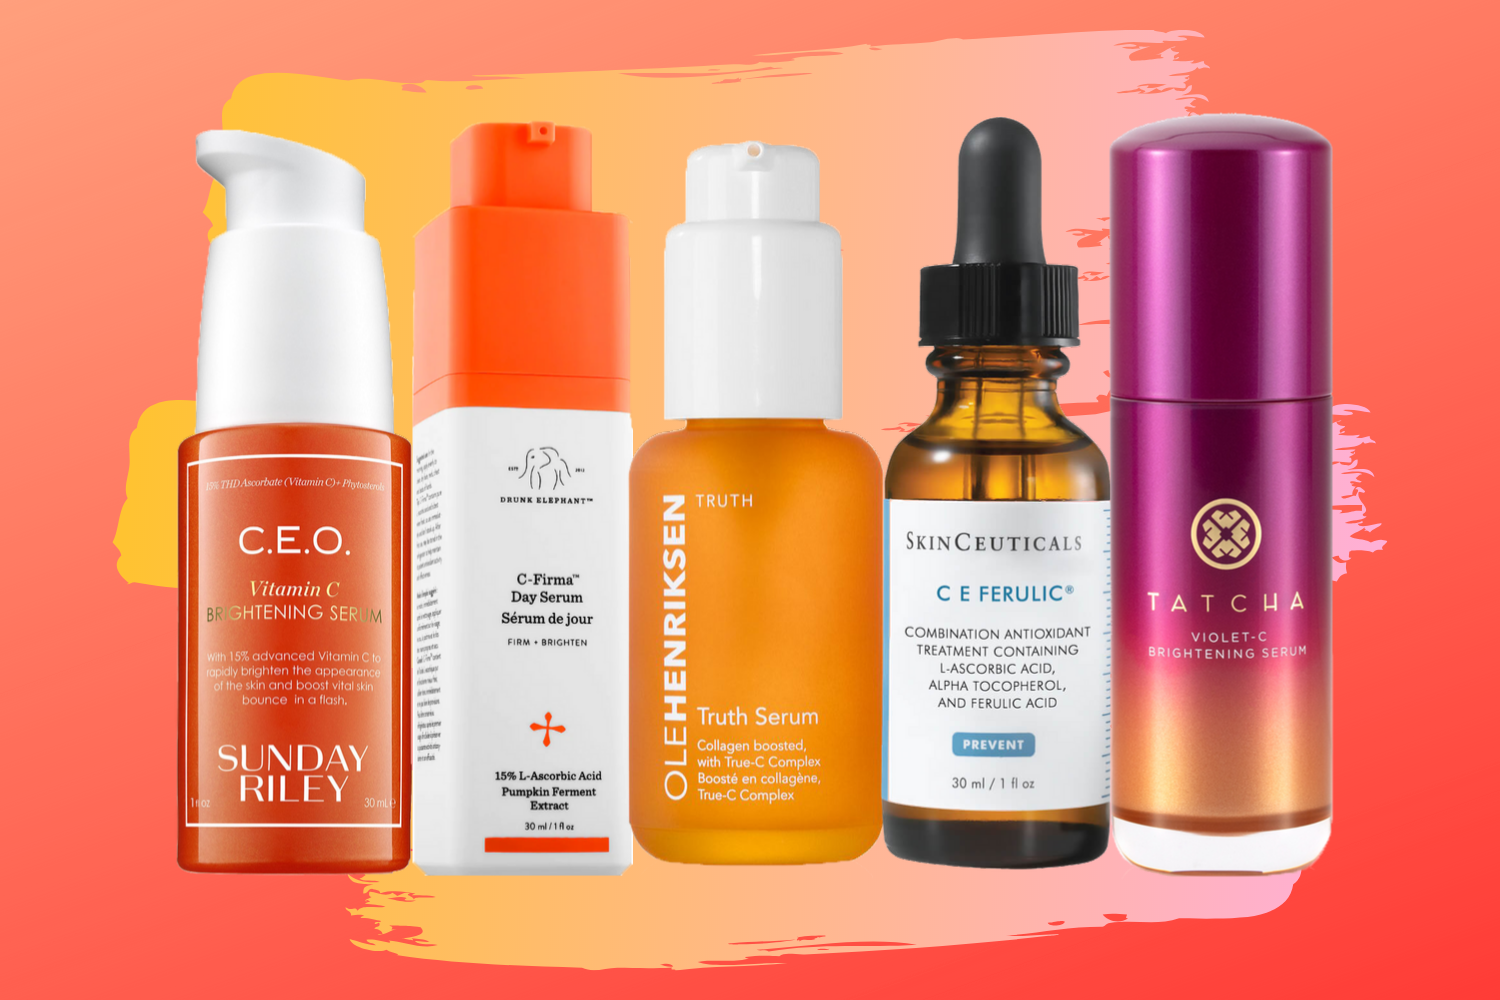 15% THD Ascorbate (Vitamin C)+ Phytosterols
C.E.O.
Vitamin C
BRIGHTENING SERUM
With 15% advanced Vitamin C to
rapidly brighten the appearance
of the skin and boost vital skin
bounce in a flash.
SUNDAY
RILEY
1 fl oz 30 mL e
DRUNK ELEPHANT™
C-Firma™
Day Serum
Sérum de jour
FIRM + BRIGHTEN
15% L-Ascorbic Acid
Pumpkin Ferment
Extract
30 ml / 1 fl oz
OLEHENRIKSEN
TRUTH
Truth Serum
Collagen boosted,
with True-C Complex
Boosté en collagène,
True-C Complex
SKINCEUTICALS
C E FERULIC®
COMBINATION ANTIOXIDANT
TREATMENT CONTAINING
L-ASCORBIC ACID,
ALPHA TOCOPHEROL,
AND FERULIC ACID
PREVENT
30 ml / 1 fl oz
TATCHA
VIOLET-C
BRIGHTENING SERUM